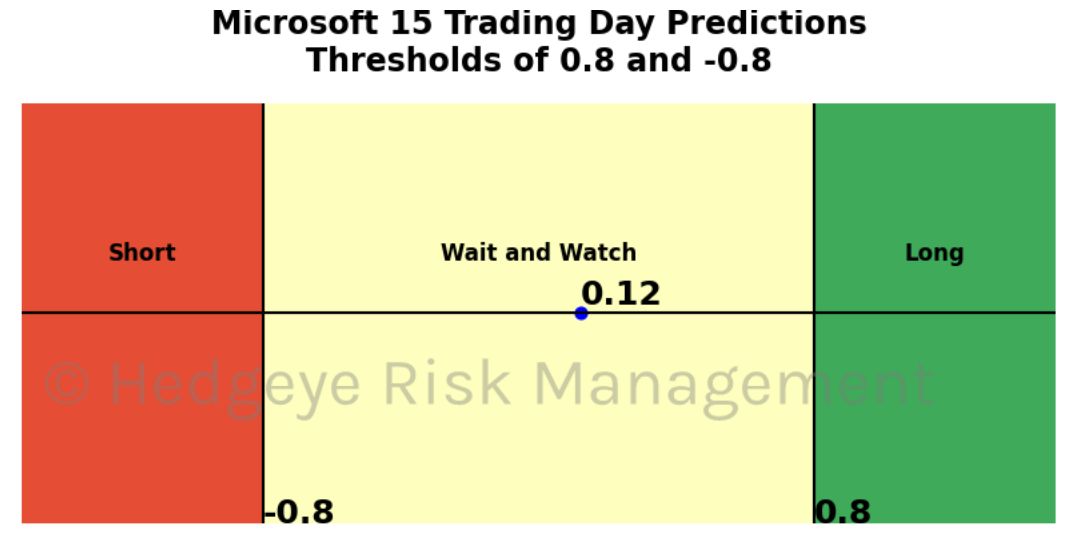 Microsoft 15 Trading Day Predictions
Thresholds of 0.8 and -0.8
Short
Wait and Watch
Long
0.12
© Hedgeye Risk Management
-0.8
0.8